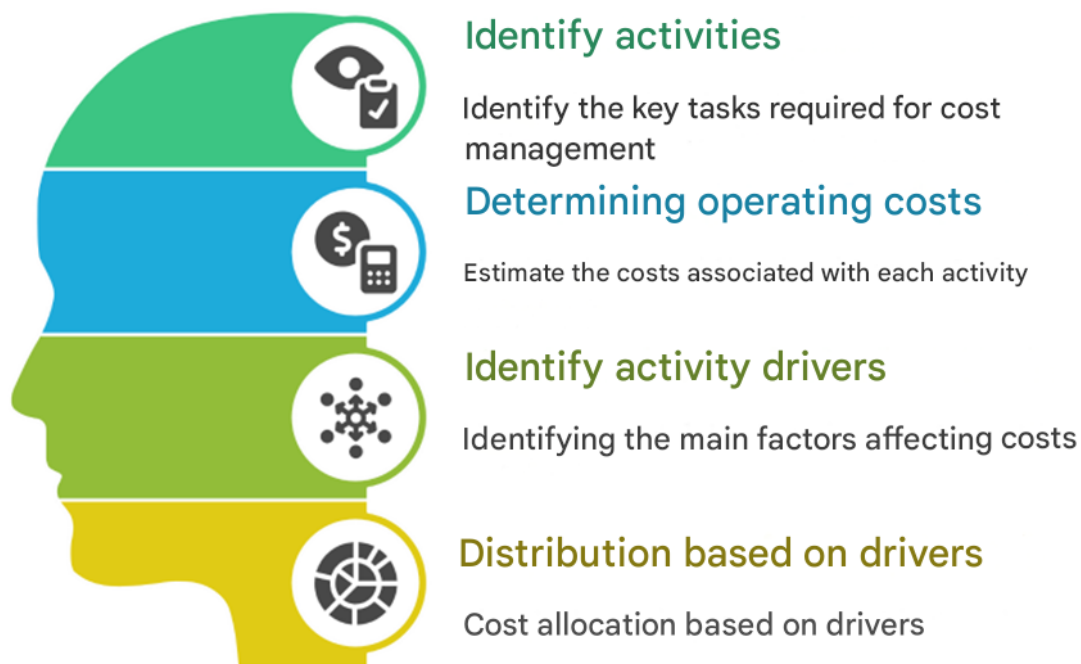 Identify activities
Identify the key tasks required for cost
management
Determining operating costs
Estimate the costs associated with each activity
Identify activity drivers
Identifying the main factors affecting costs
Distribution based on drivers
Cost allocation based on drivers